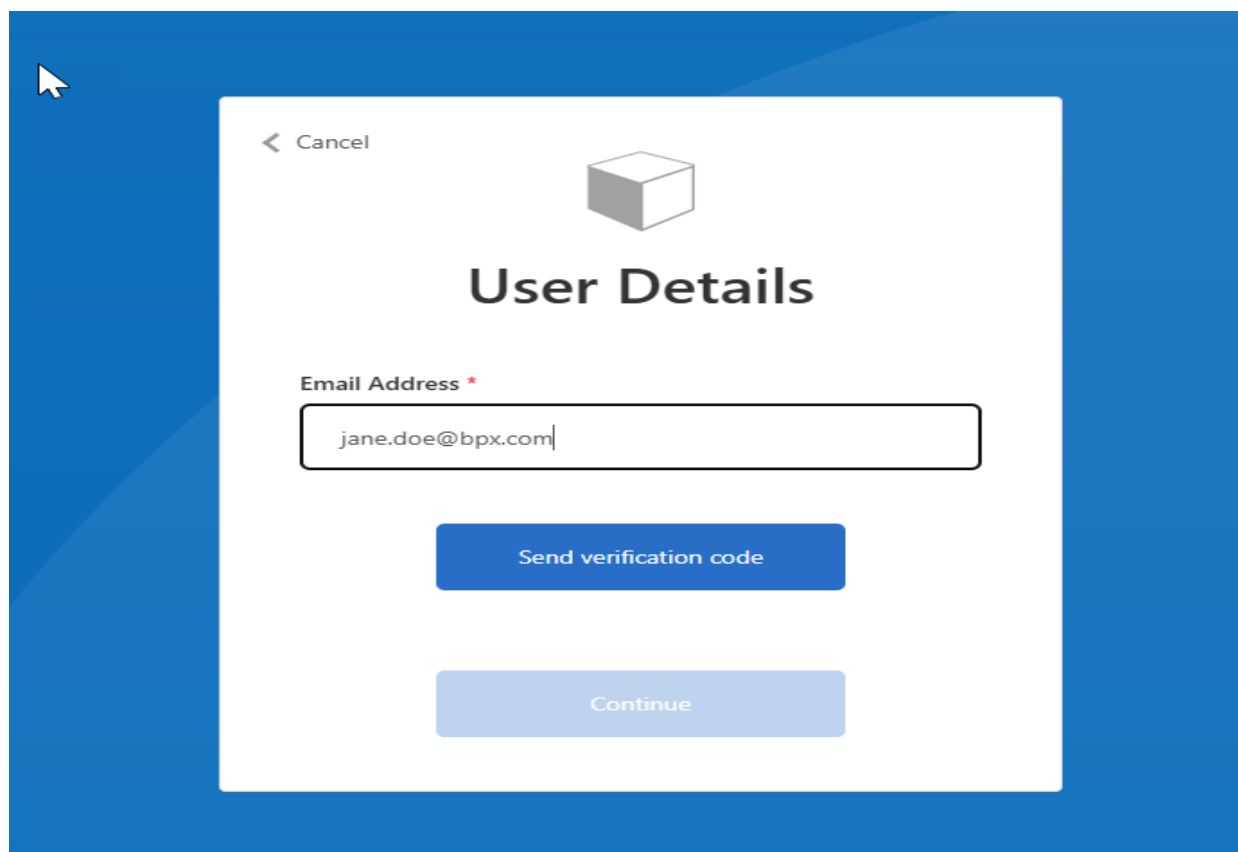 Cancel
User Details
Email Address *
jane.doe@bpx.com
Send verification code
Continue